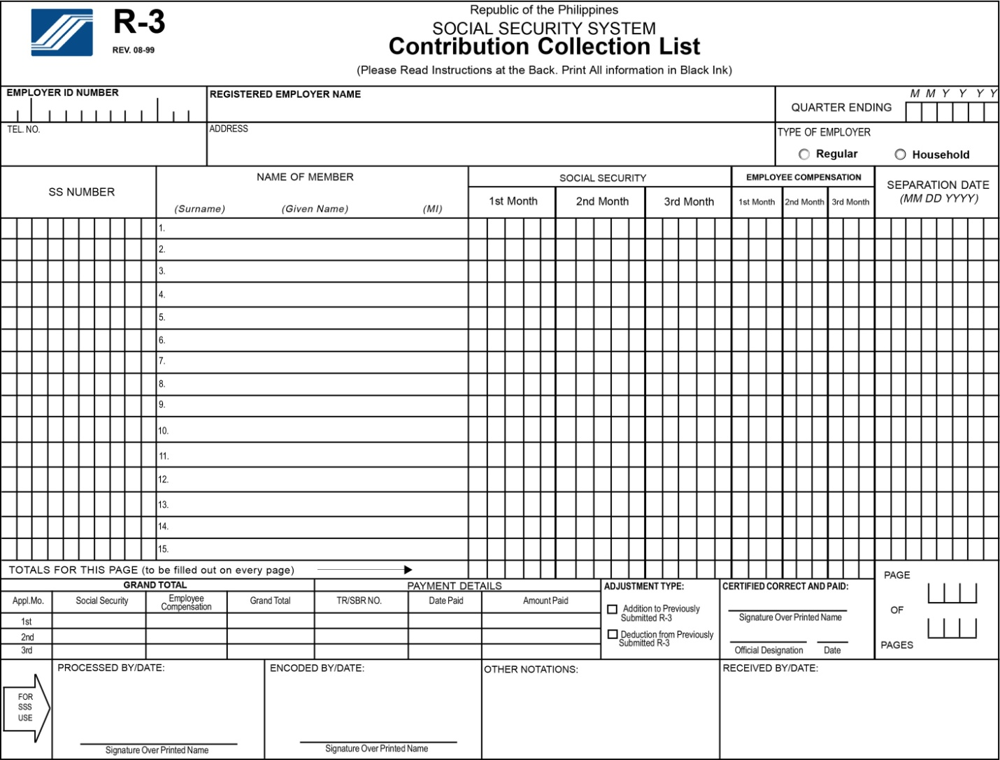 R-3
REV. 08-99
Republic of the Philippines
SOCIAL SECURITY SYSTEM
Contribution Collection List
(Please Read Instructions at the Back. Print All information in Black Ink)
EMPLOYER ID NUMBER
REGISTERED EMPLOYER NAME
QUARTER ENDING
M M Y Y Y Y
TEL. NO.
ADDRESS
TYPE OF EMPLOYER
Regular Household
SS NUMBER
NAME OF MEMBER
(Surname) (Given Name) (MI)
SOCIAL SECURITY
1st Month 2nd Month 3rd Month
EMPLOYEE COMPENSATION
1st Month 2nd Month 3rd Month
SEPARATION DATE
(MM DD YYYY)
1.
2.
3.
4.
5.
6.
7.
8.
9.
10.
11.
12.
13.
14.
15.
TOTALS FOR THIS PAGE (to be filled out on every page)
GRAND TOTAL
Appl.Mo. Social Security Employee Compensation Grand Total
1st
2nd
3rd
PAYMENT DETAILS
TR/SBR NO. Date Paid Amount Paid
ADJUSTMENT TYPE:
Addition to Previously
Submitted R-3
Deduction from Previously
Submitted R-3
CERTIFIED CORRECT AND PAID:
Signature Over Printed Name
Official Designation Date
PAGE
OF
PAGES
FOR
SSS
USE
PROCESSED BY/DATE:
Signature Over Printed Name
ENCODED BY/DATE:
Signature Over Printed Name
OTHER NOTATIONS:
RECEIVED BY/DATE: